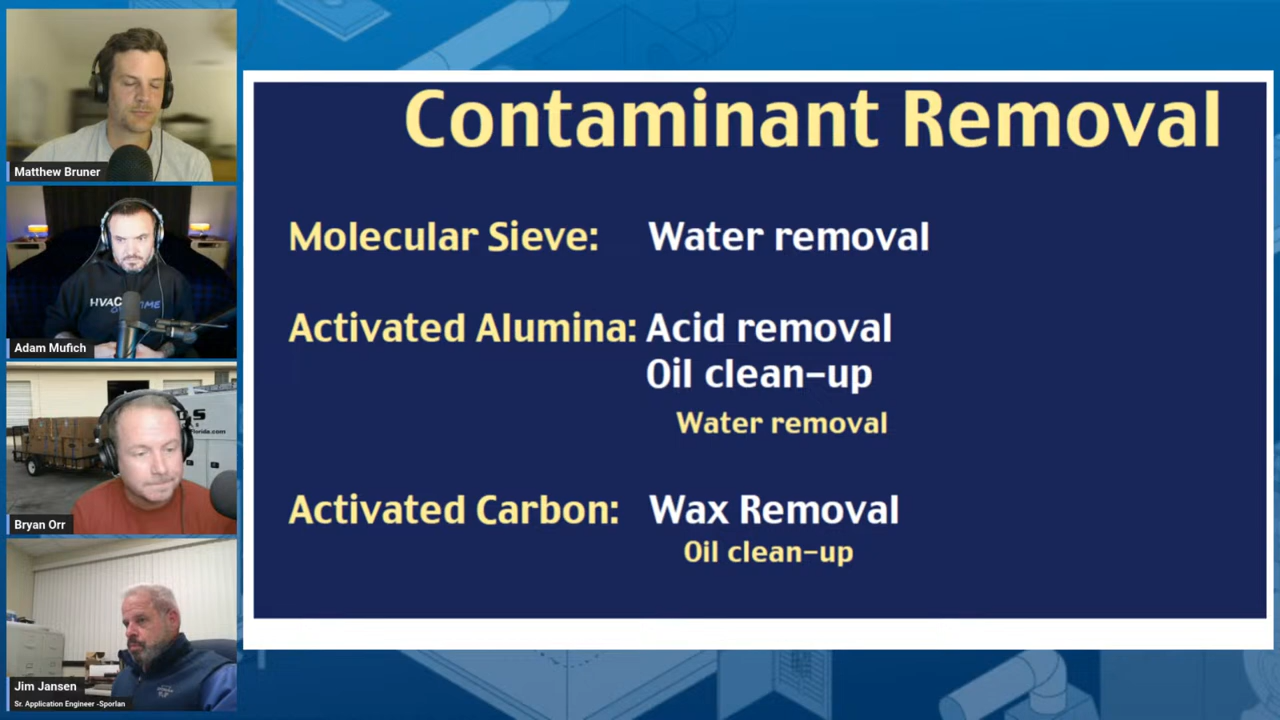 Contaminant Removal
Molecular Sieve: Water removal
Activated Alumina: Acid removal
Oil clean-up
Water removal
Activated Carbon: Wax Removal
Oil clean-up
Matthew Bruner
HVAC
Adam Mufich
Bryan Orr
Jim Jansen
Sr. Application Engineer -Sporlan